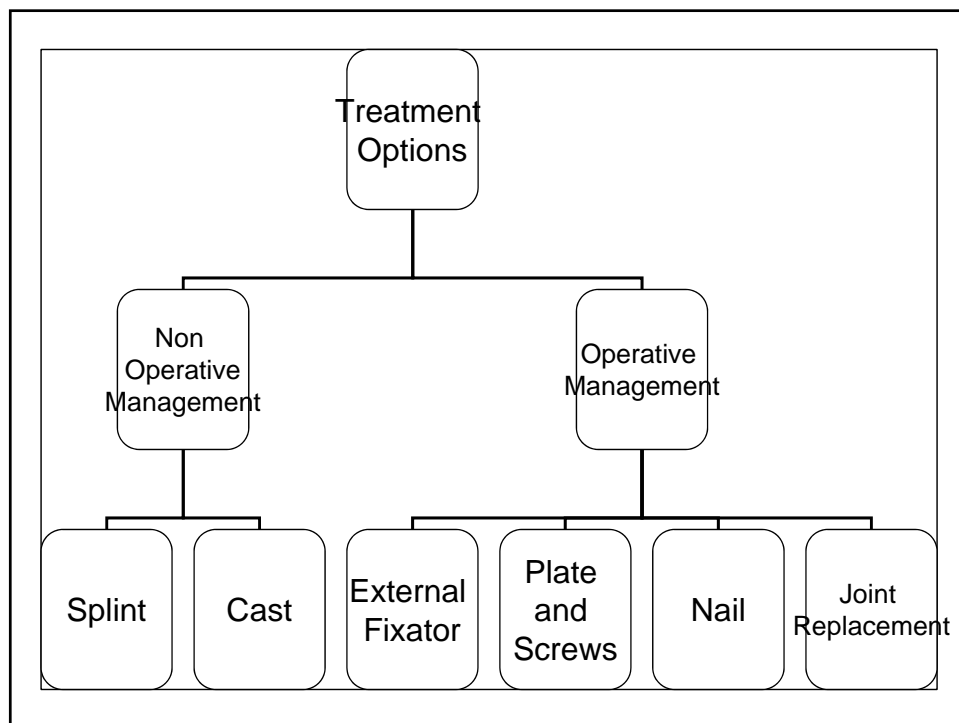 Treatment
Options
Non
Operative
Management
Operative
Management
Splint
Cast
External
Fixator
Plate
and
Screws
Nail
Joint
Replacement